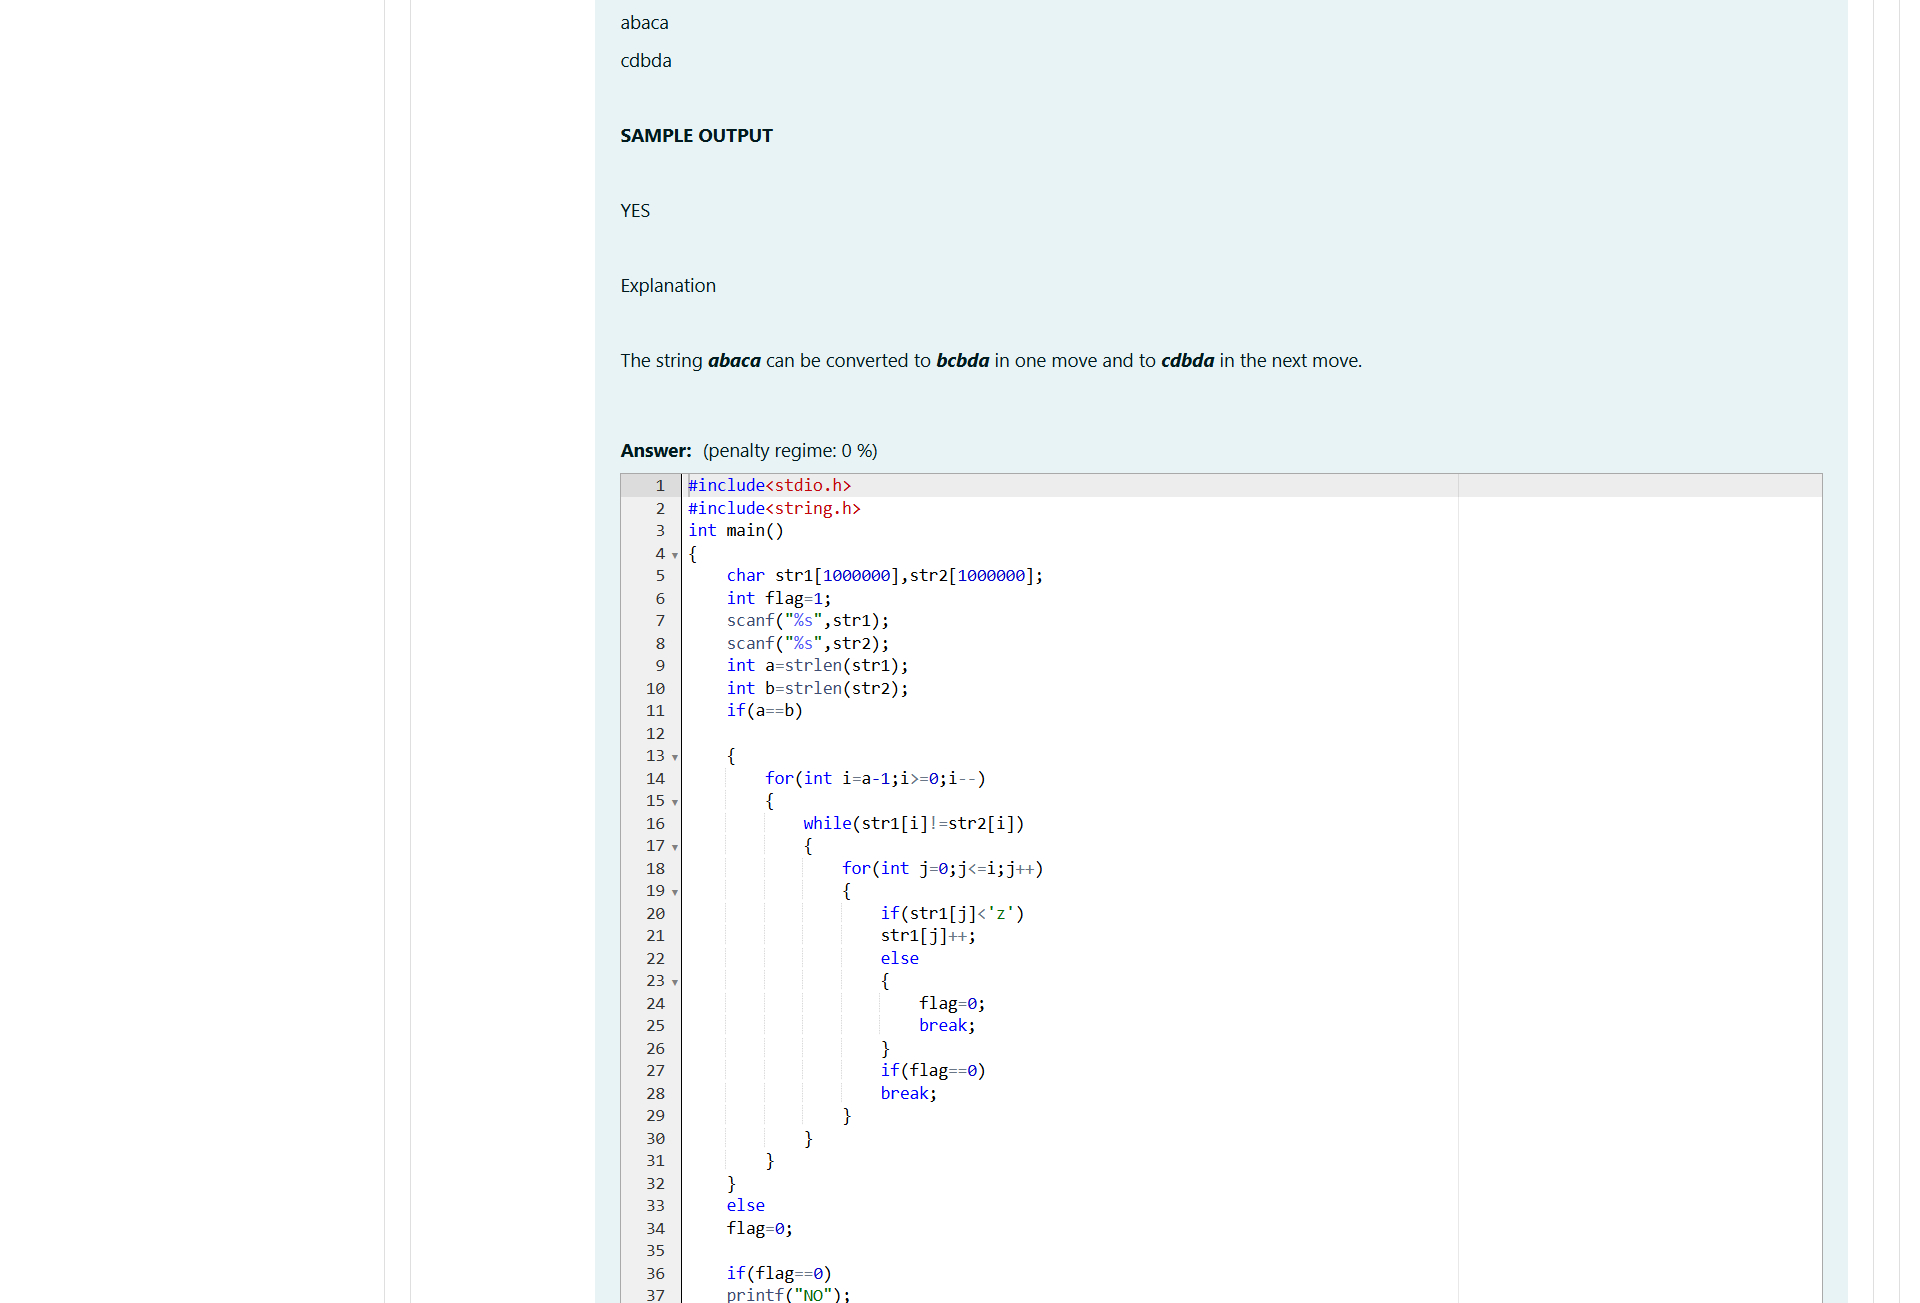 abaca
cdbda
SAMPLE OUTPUT
YES
Explanation
The string abaca can be converted to bcbda in one move and to cdbda in the next move.
Answer: (penalty regime: 0 %)
1 #include<stdio.h>
2 #include<string.h>
3 int main()
4 {
5 char str1[1000000],str2[1000000];
6 int flag=1;
7 scanf("%s",str1);
8 scanf("%s",str2);
9 int a=strlen(str1);
10 int b=strlen(str2);
11 if(a==b)
12
13 {
14 for(int i=a-1;i>=0;i--)
15 {
16 while(str1[i]!=str2[i])
17 {
18 for(int j=0;j<=i;j++)
19 {
20 if(str1[j]<'z')
21 str1[j]++;
22 else
23 {
24 flag=0;
25 break;
26 }
27 if(flag==0)
28 break;
29 }
30 }
31 }
32 }
33 else
34 flag=0;
35
36 if(flag==0)
37 printf("NO");